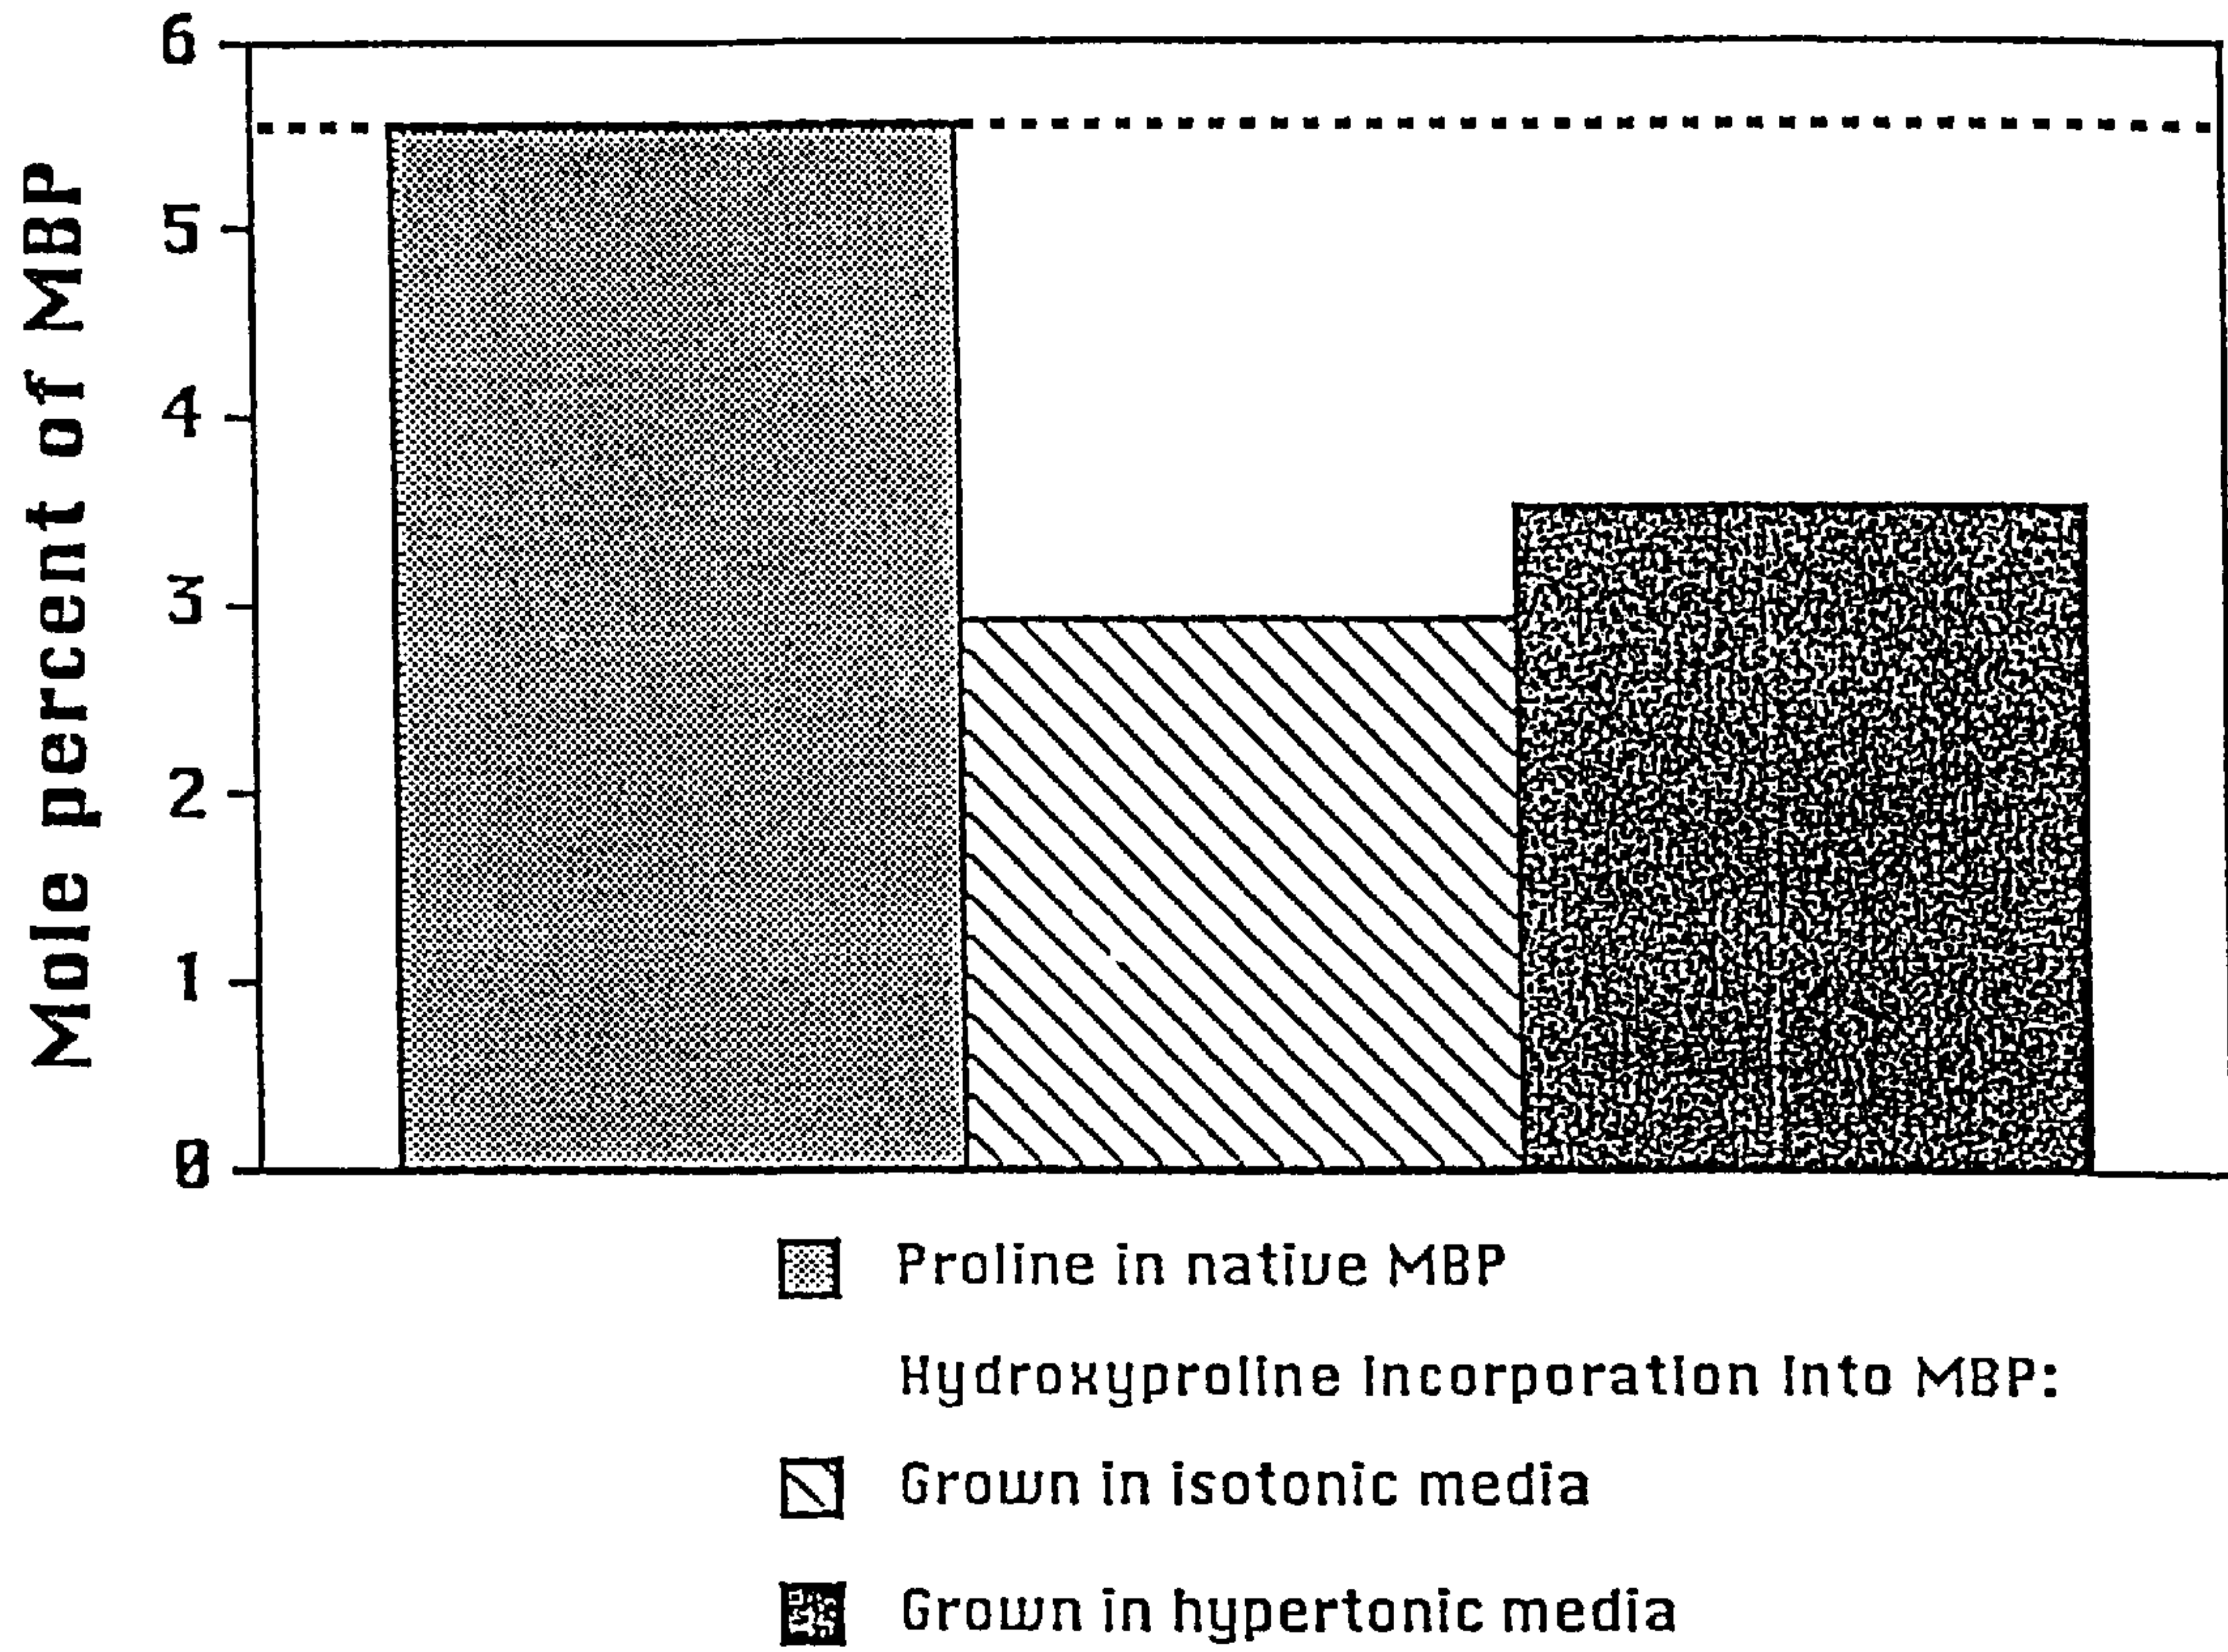 Mole percent of MBP
6
5
4
3
2
1
0
Proline in native MBP
Hydroxyproline incorporation into MBP:
Grown in isotonic media
Grown in hypertonic media